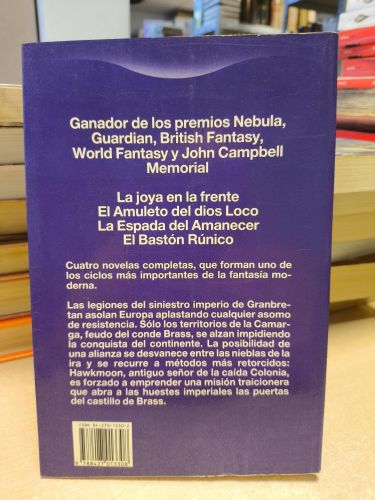 Ganador de los premios Nebula,
Guardian, British Fantasy,
World Fantasy y John Campbell
Memorial
La joya en la frente
El Amuleto del dios Loco
La Espada del Amanecer
El Bastón Rúnico
Cuatro novelas completas, que forman uno de
los ciclos más importantes de la fantasía mo-
derna.
Las legiones del siniestro imperio de Granbre-
tan asolan Europa aplastando cualquier asomo
de resistencia. Sólo los territorios de la Camar-
ga, feudo del conde Brass, se alzan impidiendo
la conquista del continente. La posibilidad de
una alianza se desvanece entre las nieblas de la
ira y se recurre a métodos más retorcidos:
Hawkmoon, antiguo señor de la caída Colonia,
es forzado a emprender una misión traicionera
que abra a las huestes imperiales las puertas
del castillo de Brass.
ISBN 84-270-1330-2